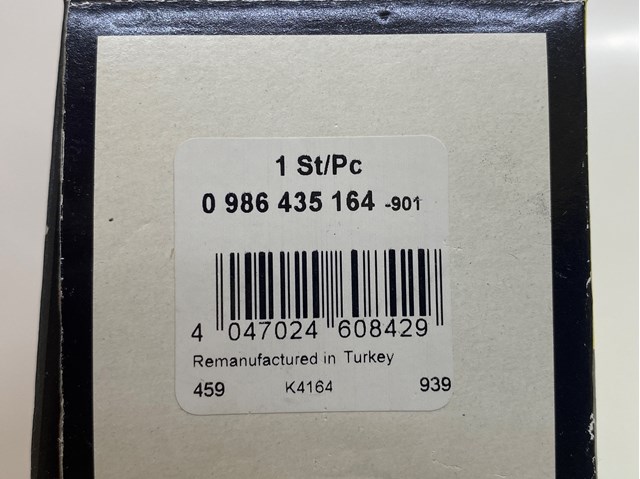 1 St/Pc
0 986 435 164 -901
4 047024 608429
Remanufactured in Turkey
459 K4164 939